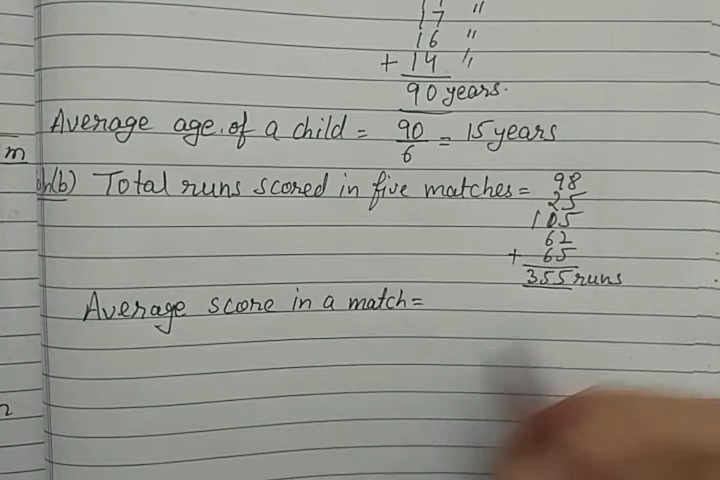 17 "
16 "
+ 14 "
90 years.
Average age of a child = 90/6 = 15 years
m
(b) Total runs scored in five matches = 98
25
105
62
+ 65
355 runs
Average score in a match =